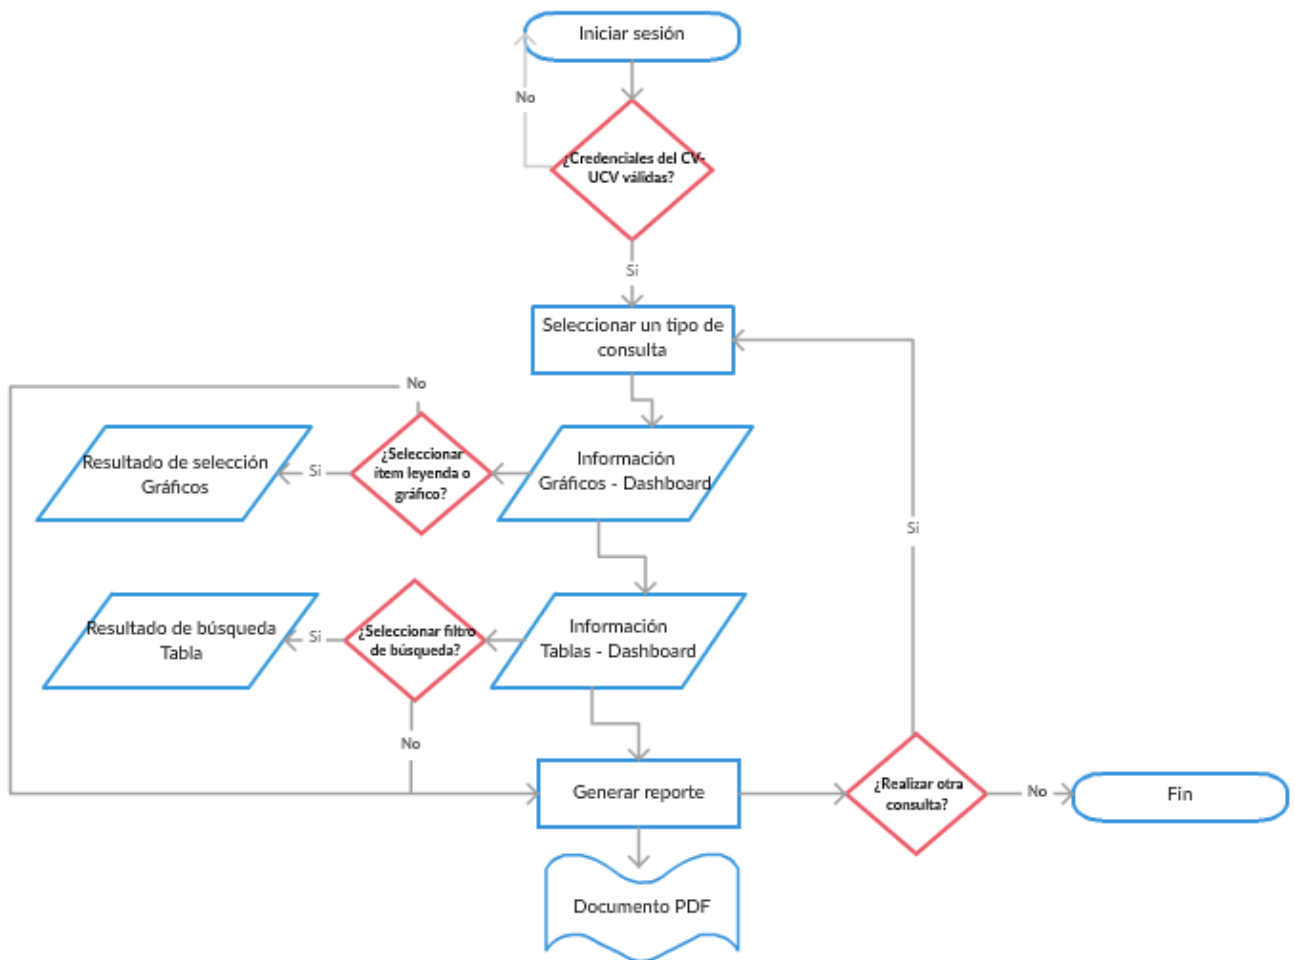 Iniciar sesión
No
¿Credenciales del CV-
UCV válidas?
Si
Seleccionar un tipo de
consulta
No
Resultado de selección
Gráficos
Si
¿Seleccionar
ítem leyenda o
gráfico?
Información
Gráficos - Dashboard
Si
Resultado de búsqueda
Tabla
Si
¿Seleccionar filtro
de búsqueda?
Información
Tablas - Dashboard
No
Generar reporte
¿Realizar otra
consulta?
No
Fin
Documento PDF